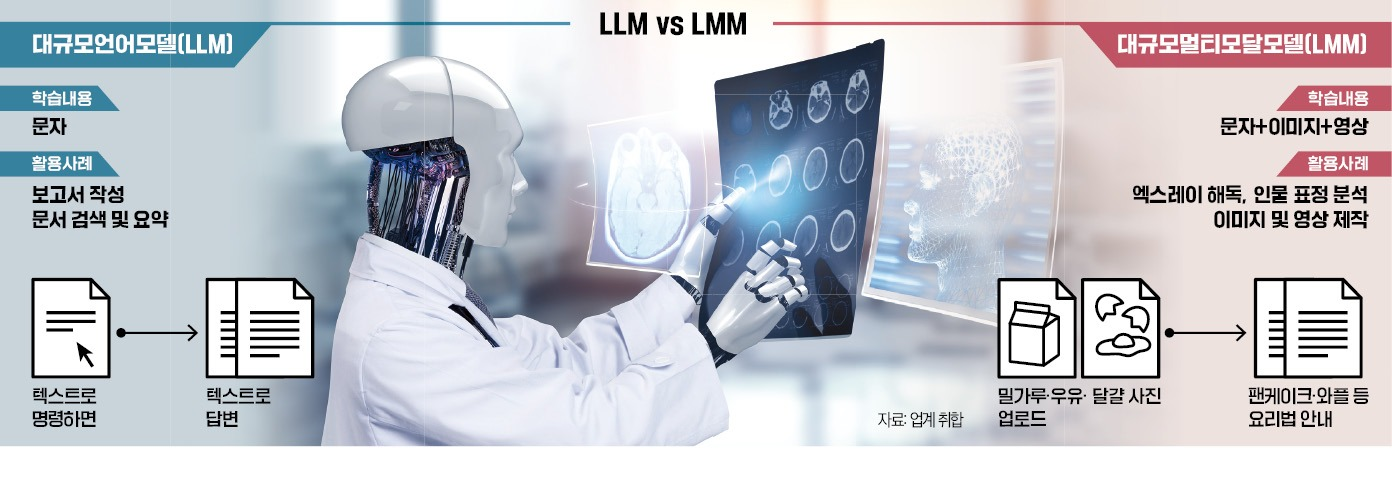 LLM vs LMM
대규모언어모델(LLM)
학습내용
문자
활용사례
보고서 작성
문서 검색 및 요약
텍스트로
명령하면
텍스트로
답변
대규모멀티모달모델(LMM)
학습내용
문자+이미지+영상
활용사례
엑스레이 해독, 인물 표정 분석
이미지 및 영상 제작
밀가루·우유· 달걀 사진
업로드
팬케이크·와플 등
요리법 안내
자료: 업계 취합